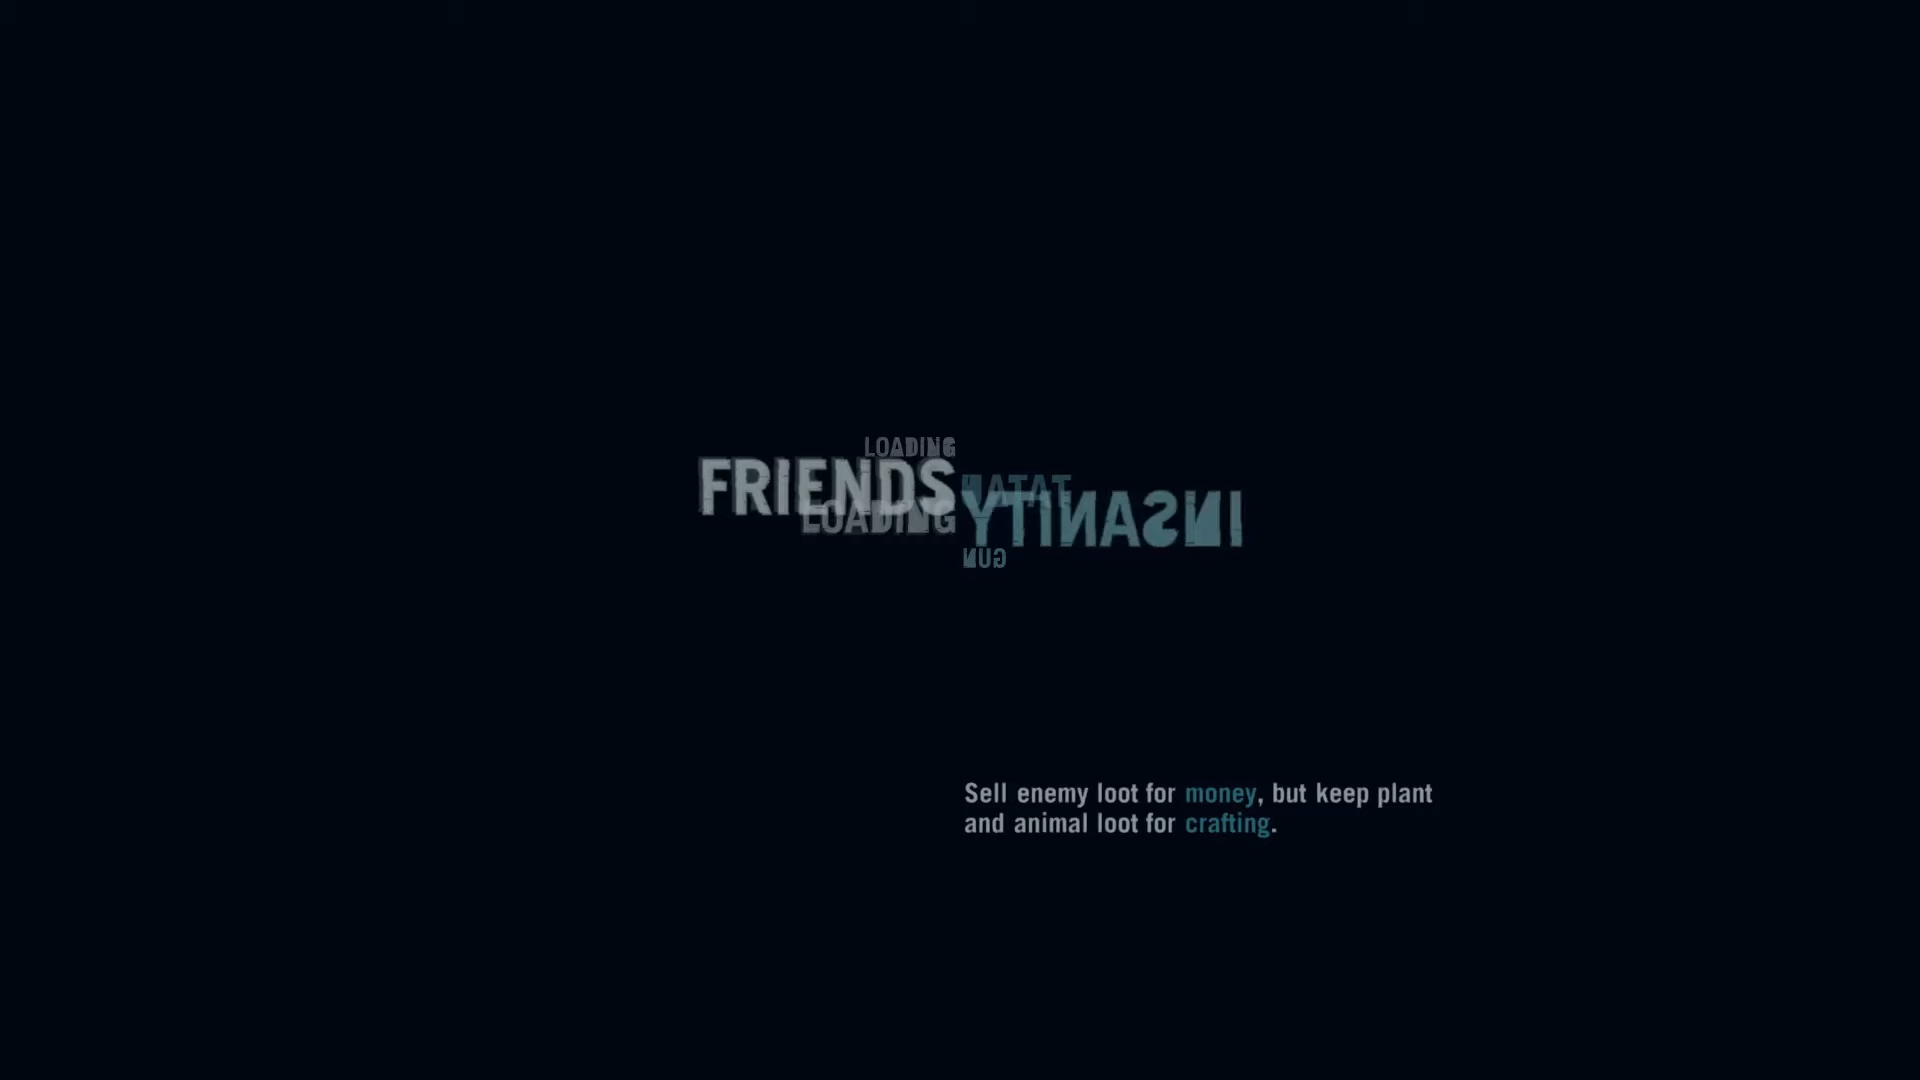 LOADING
FRIENDS
LOADING
INSANITY
GUN
Sell enemy loot for money, but keep plant
and animal loot for crafting.